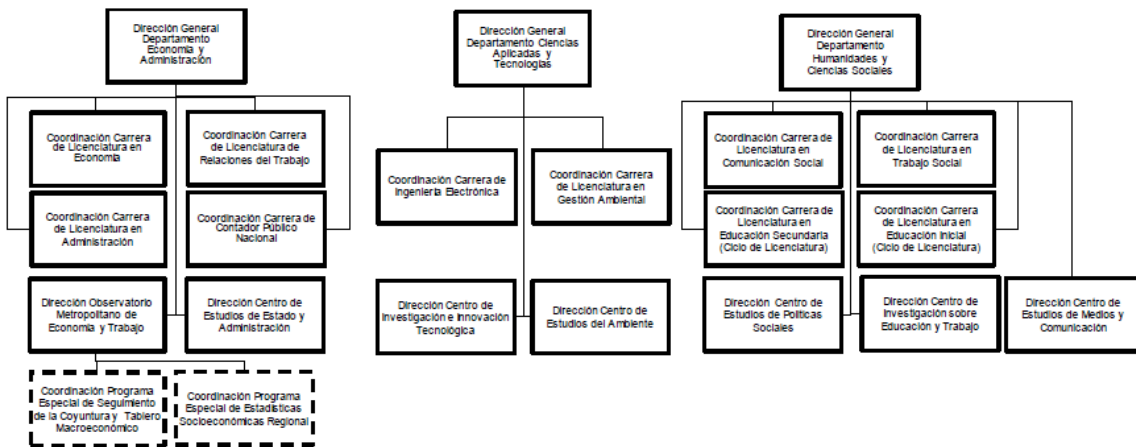 Dirección General
Departamento
Economía y
Administración
Dirección General
Departamento Ciencias
Aplicadas y
Tecnologías
Dirección General
Departamento
Humanidades y
Ciencias Sociales
Coordinación Carrera
de Licenciatura en
Economía
Coordinación Carrera
de Licenciatura de
Relaciones del Trabajo
Coordinación Carrera de
Ingeniería Electrónica
Coordinación Carrera
de Licenciatura en
Gestión Ambiental
Coordinación Carrera de
Licenciatura en
Comunicación Social
Coordinación Carrera
de Licenciatura en
Trabajo Social
Coordinación Carrera
de Licenciatura en
Administración
Coordinación Carrera de
Contador Público
Nacional
Coordinación Carrera de
Licenciatura en
Educación Secundaria
(Ciclo de Licenciatura)
Coordinación Carrera
de Licenciatura en
Educación Inicial
(Ciclo de Licenciatura)
Dirección Observatorio
Metropolitano de
Economía y Trabajo
Dirección Centro de
Estudios de Estado y
Administración
Dirección Centro de
Investigación e Innovación
Tecnológica
Dirección Centro de
Estudios del Ambiente
Dirección Centro de
Estudios de Políticas
Sociales
Dirección Centro de
Investigación sobre
Educación y Trabajo
Dirección Centro de
Estudios de Medios y
Comunicación
Coordinación Programa
Especial de Seguimiento
de la Coyuntura y Tablero
Macroeconómico
Coordinación Programa
Especial de Estadísticas
Socioeconómicas Regional